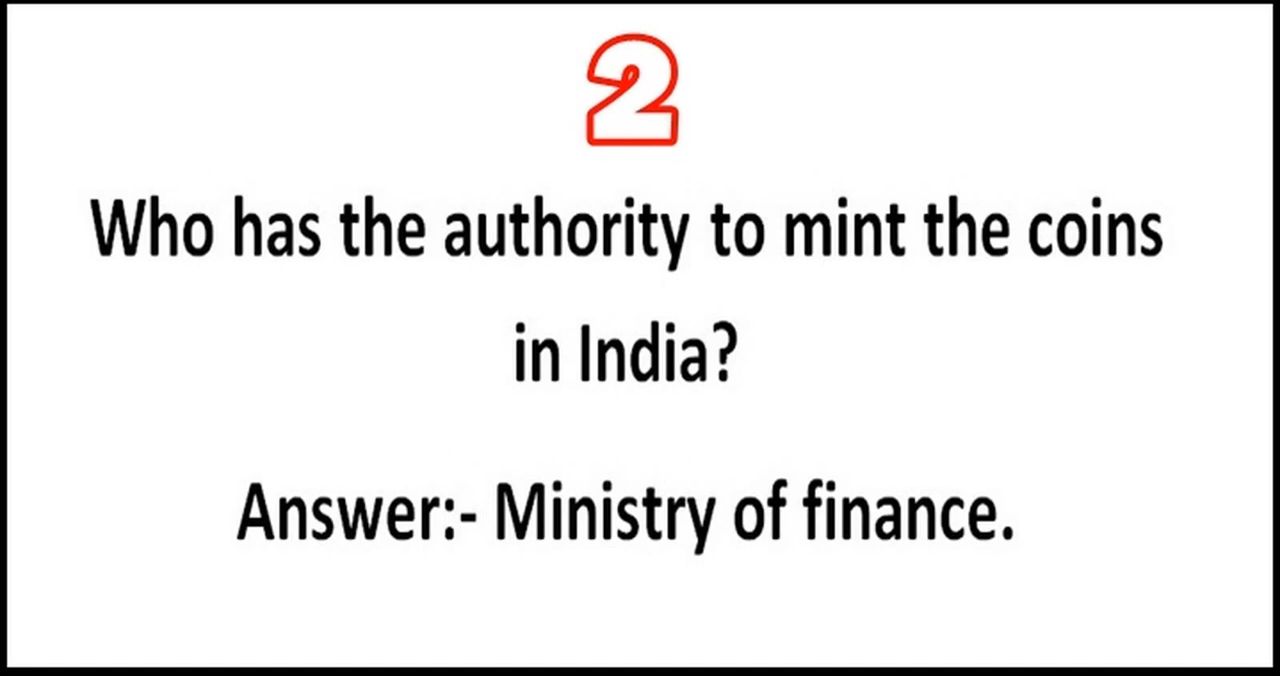 2
Who has the authority to mint the coins
in India?
Answer:- Ministry of finance.